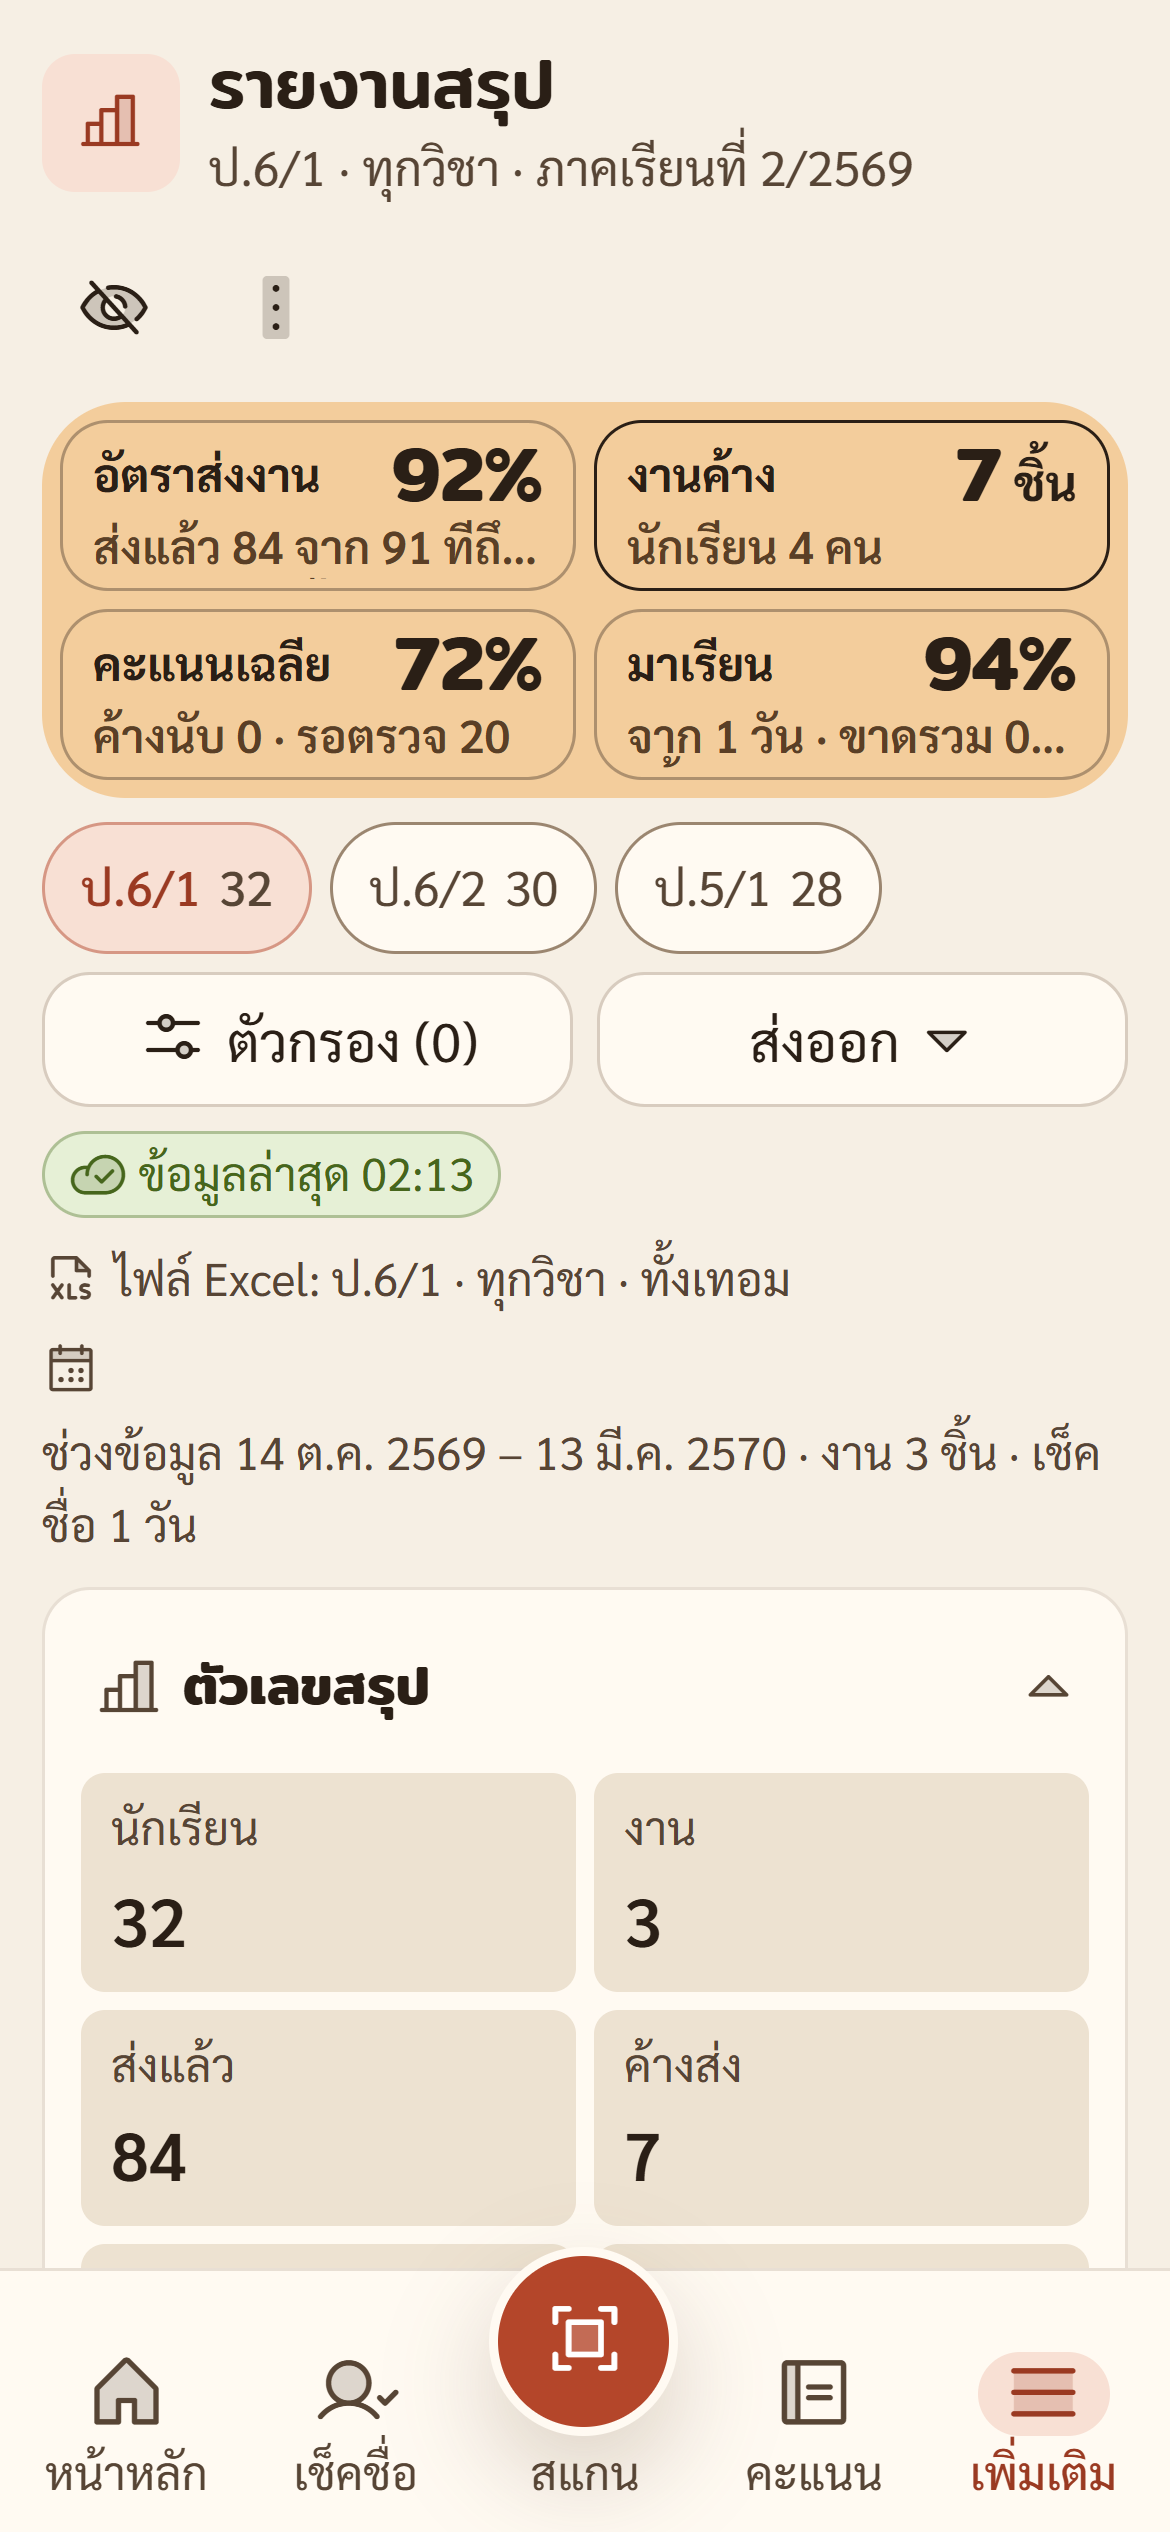 รายงานสรุป
ป.6/1 · ทุกวิชา · ภาคเรียนที่ 2/2569
อัตราส่งงาน 92%
ส่งแล้ว 84 จาก 91 ที่ถึ...
งานค้าง 7 ชิ้น
นักเรียน 4 คน
คะแนนเฉลี่ย 72%
ค้างนับ 0 · รอตรวจ 20
มาเรียน 94%
จาก 1 วัน · ขาดรวม 0...
ป.6/1 32
ป.6/2 30
ป.5/1 28
ตัวกรอง (0)
ส่งออก
ข้อมูลล่าสุด 02:13
XLS ไฟล์ Excel: ป.6/1 · ทุกวิชา · ทั้งเทอม
ช่วงข้อมูล 14 ต.ค. 2569 – 13 มี.ค. 2570 · งาน 3 ชิ้น · เช็ค
ชื่อ 1 วัน
ตัวเลขสรุป
นักเรียน
32
งาน
3
ส่งแล้ว
84
ค้างส่ง
7
หน้าหลัก
เช็คชื่อ
สแกน
คะแนน
เพิ่มเติม